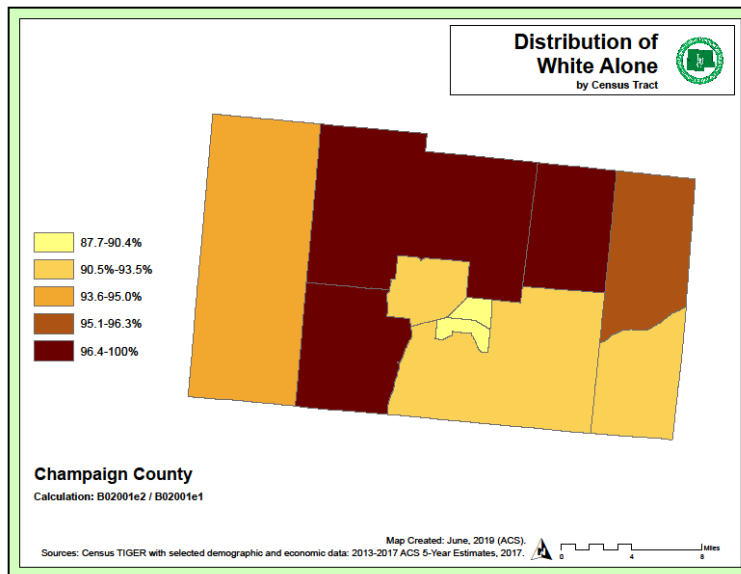 Distribution of
White Alone
by Census Tract
87.7-90.4%
90.5%-93.5%
93.6-95.0%
95.1-96.3%
96.4-100%
Champaign County
Calculation: B02001e2 / B02001e1
Map Created: June, 2019 (ACS).
Sources: Census TIGER with selected demographic and economic data: 2013-2017 ACS 5-Year Estimates, 2017.
Miles
0 4 8